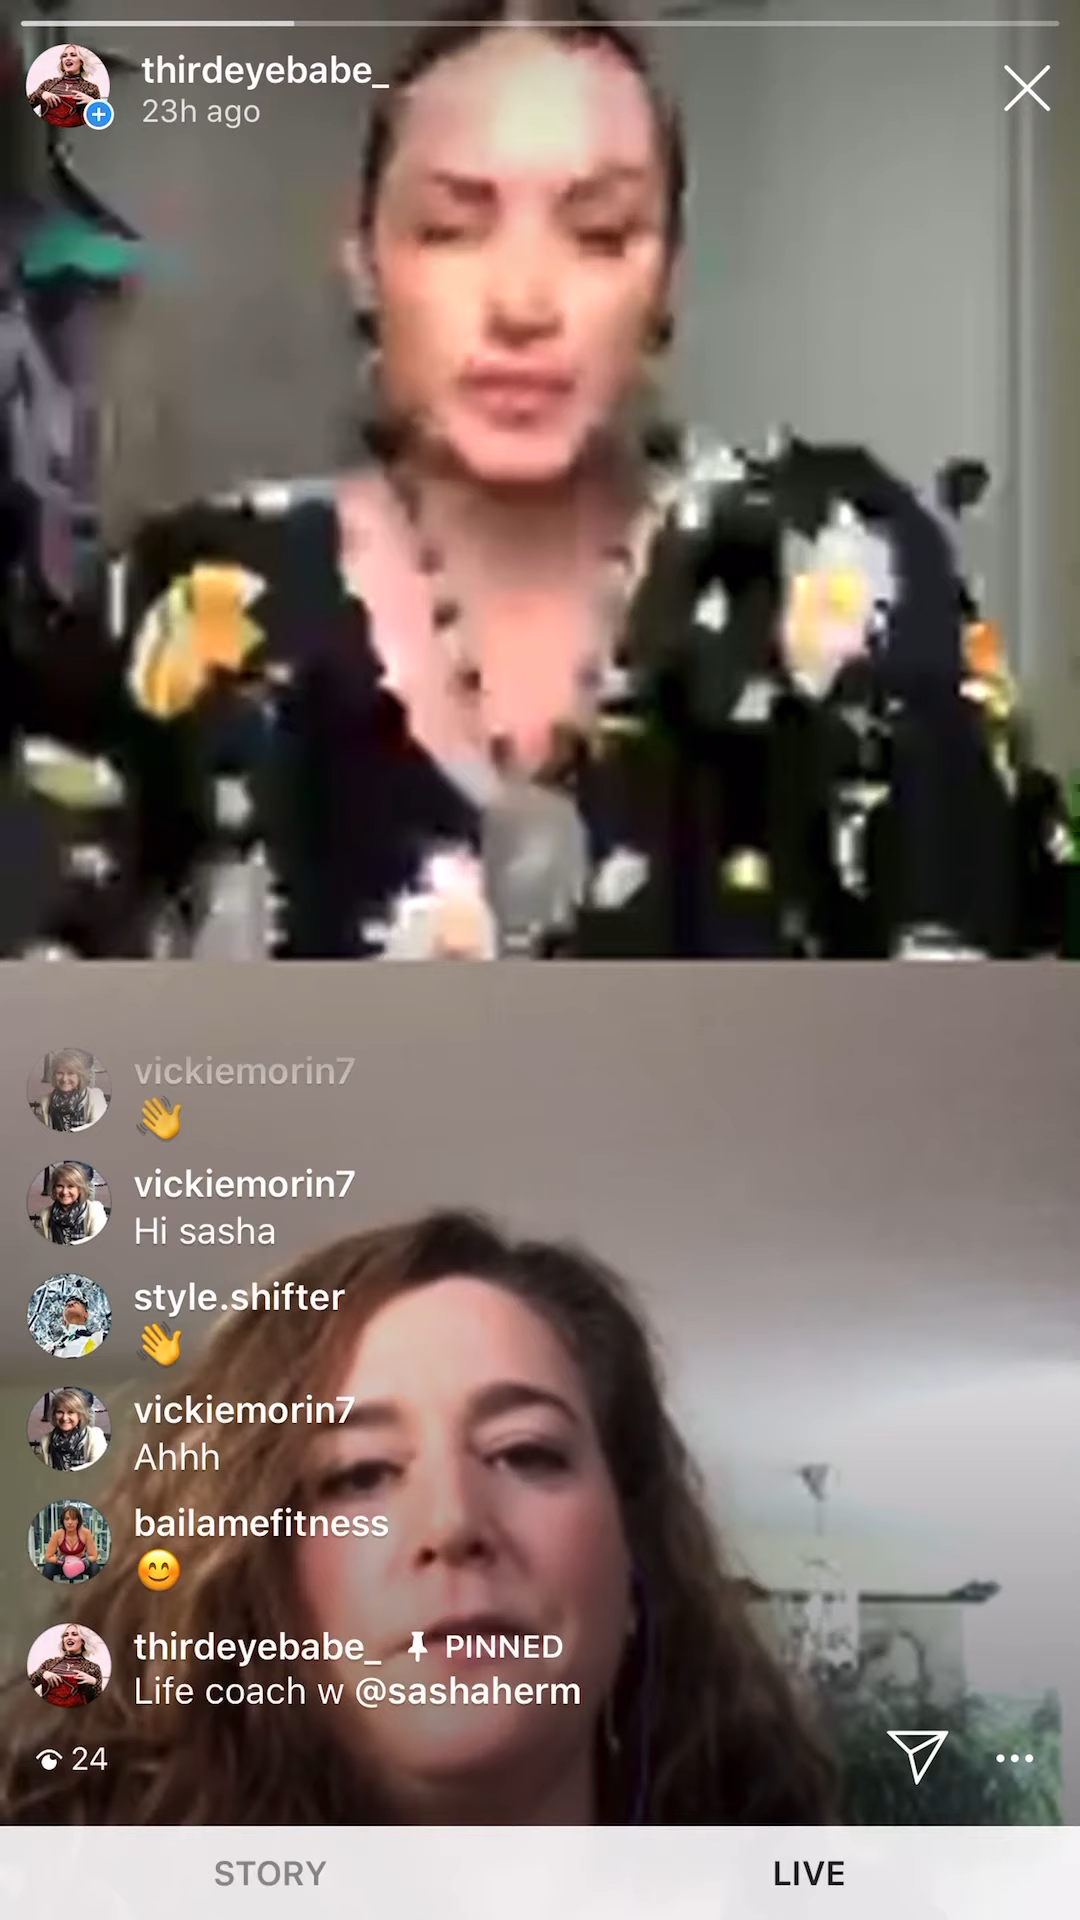 thirdeyebabe_
23h ago
vickiemorin7
👋
vickiemorin7
Hi sasha
style.shifter
👋
vickiemorin7
Ahhh
bailamefitness
😊
thirdeyebabe_ PINNED
Life coach w @sashaherm
24
STORY LIVE